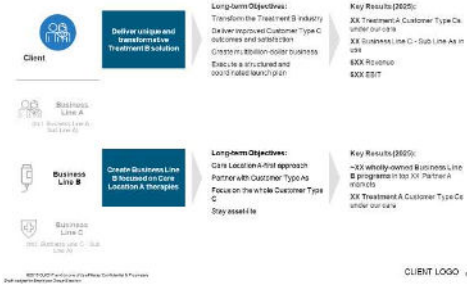 Client
Deliver unique and
transformative
Treatment B solution
Long-term Objectives:
Transform the Treatment B industry
Deliver improved Customer Type C
outcomes and satisfaction
Create multibillion-dollar business
Execute a structured and
coordinated launch plan
Key Results (2025):
XX Treatment A Customer Type Cs
under our care
XX Business Line C - Sub Line As in
use
$XX Revenue
$XX EBIT
Business
Line A
Business
Line B
Create Business Line
B focused on Care
Location A therapies
Long-term Objectives:
Care Location A-first approach
Partner with Customer Type As
Focus on the whole Customer Type
C
Stay asset-lite
Key Results (2025):
~XX wholly-owned Business Line
B programs in top XX Partner A
markets
XX Treatment A Customer Type Cs
under our care
Business
Line C
CLIENT LOGO